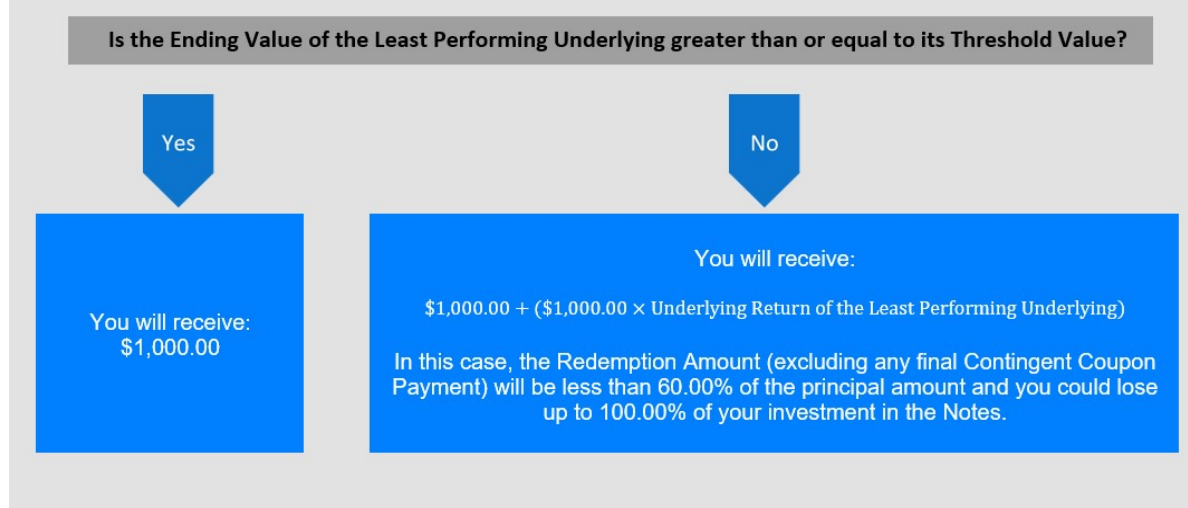 Is the Ending Value of the Least Performing Underlying greater than or equal to its Threshold Value?
Yes
No
You will receive:
$1,000.00
You will receive:
$1,000.00 + ($1,000.00 × Underlying Return of the Least Performing Underlying)
In this case, the Redemption Amount (excluding any final Contingent Coupon
Payment) will be less than 60.00% of the principal amount and you could lose
up to 100.00% of your investment in the Notes.